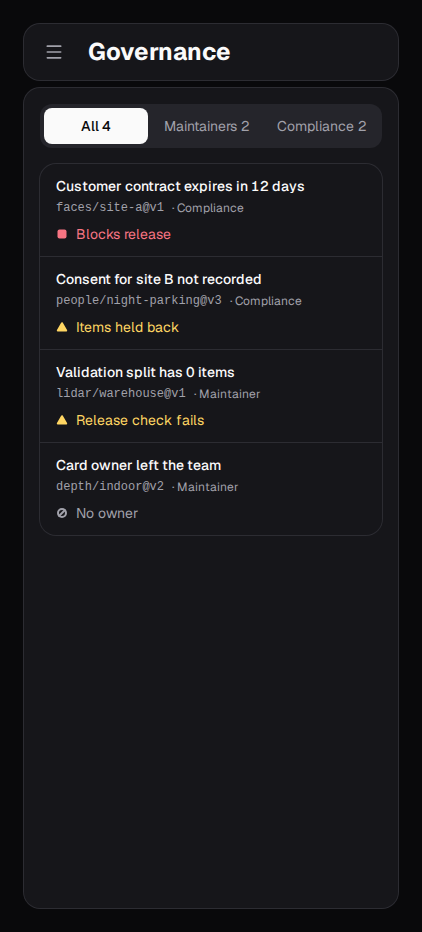 Governance
All 4 Maintainers 2 Compliance 2
Customer contract expires in 12 days
faces/site-a@v1 · Compliance
Blocks release
Consent for site B not recorded
people/night-parking@v3 · Compliance
Items held back
Validation split has 0 items
lidar/warehouse@v1 · Maintainer
Release check fails
Card owner left the team
depth/indoor@v2 · Maintainer
No owner